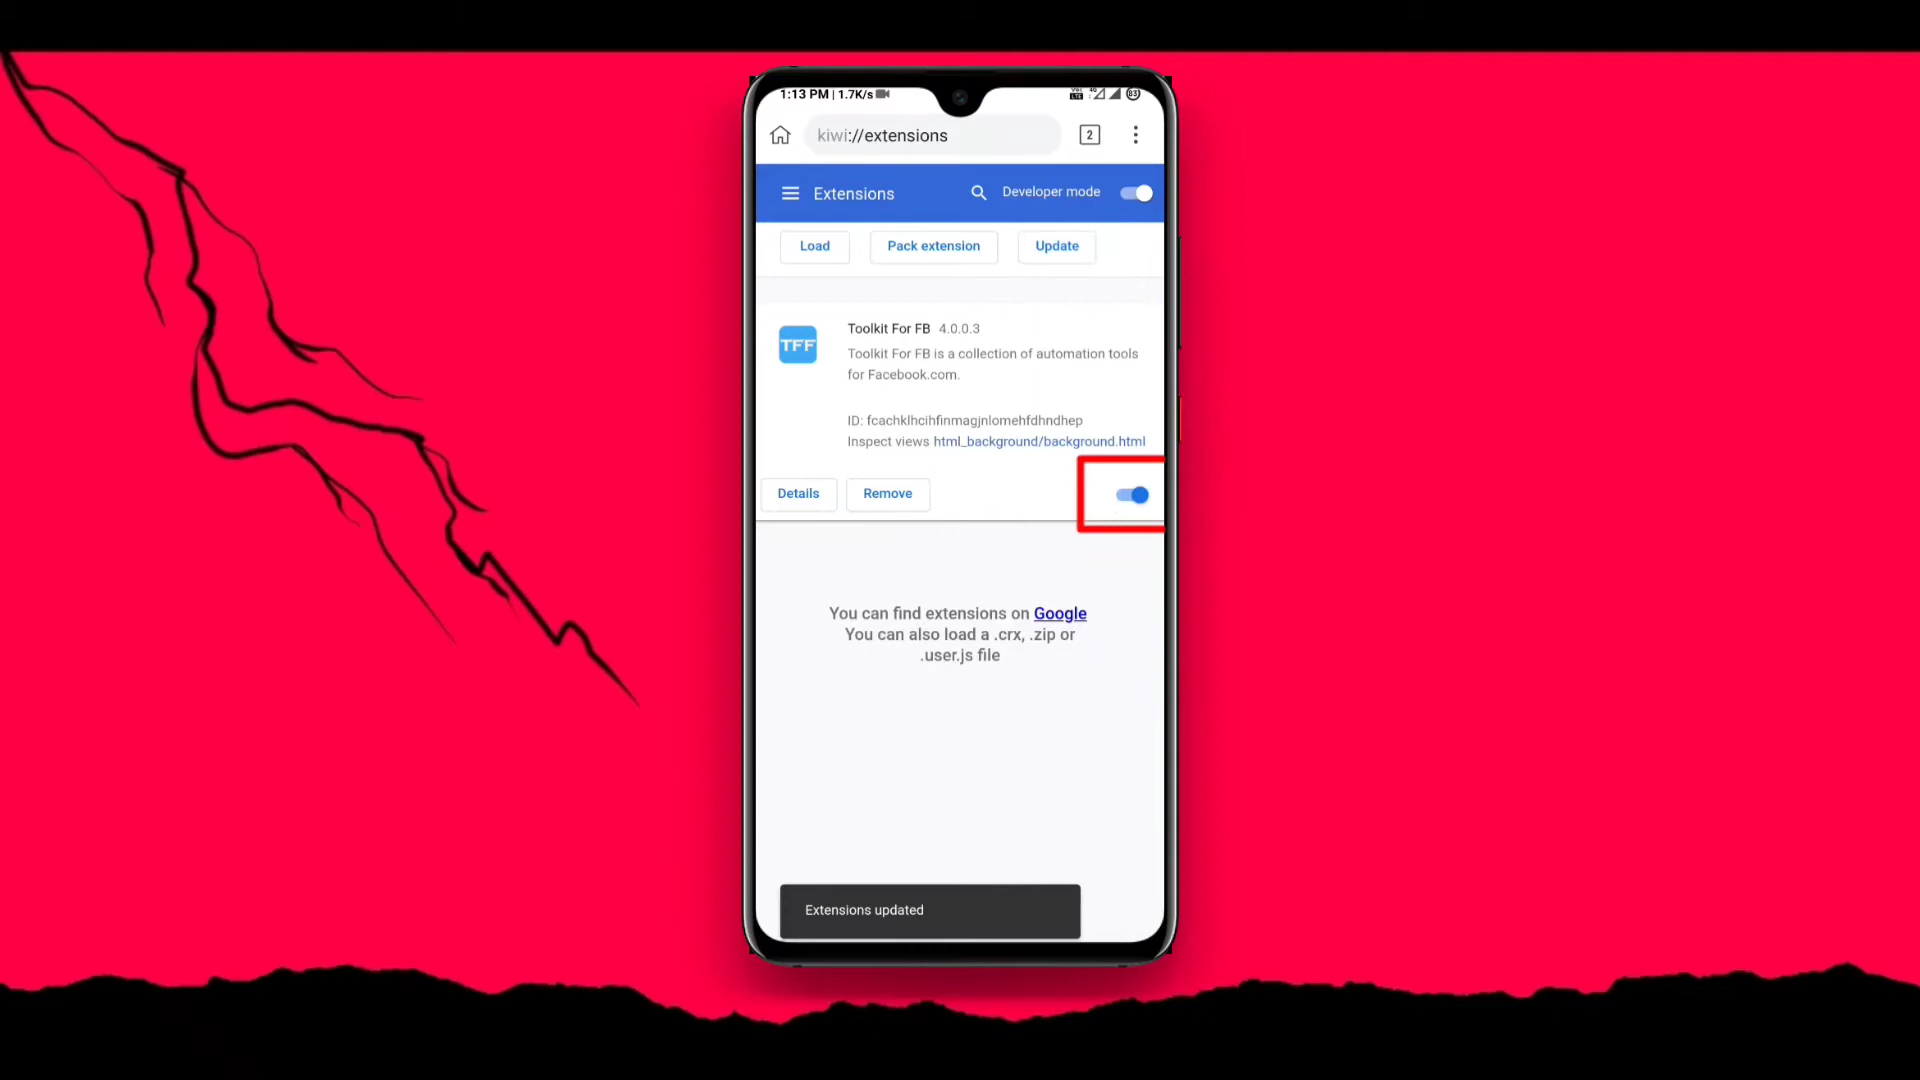 1:13 PM | 1.7K/s
83
kiwi://extensions
2
Extensions
Developer mode
Load
Pack extension
Update
TFF
Toolkit For FB 4.0.0.3
Toolkit For FB is a collection of automation tools
for Facebook.com.
ID: fcachklhcihfinmagjnlomehfdhndhep
Inspect views html_background/background.html
Details
Remove
You can find extensions on Google
You can also load a .crx, .zip or
.user.js file
Extensions updated